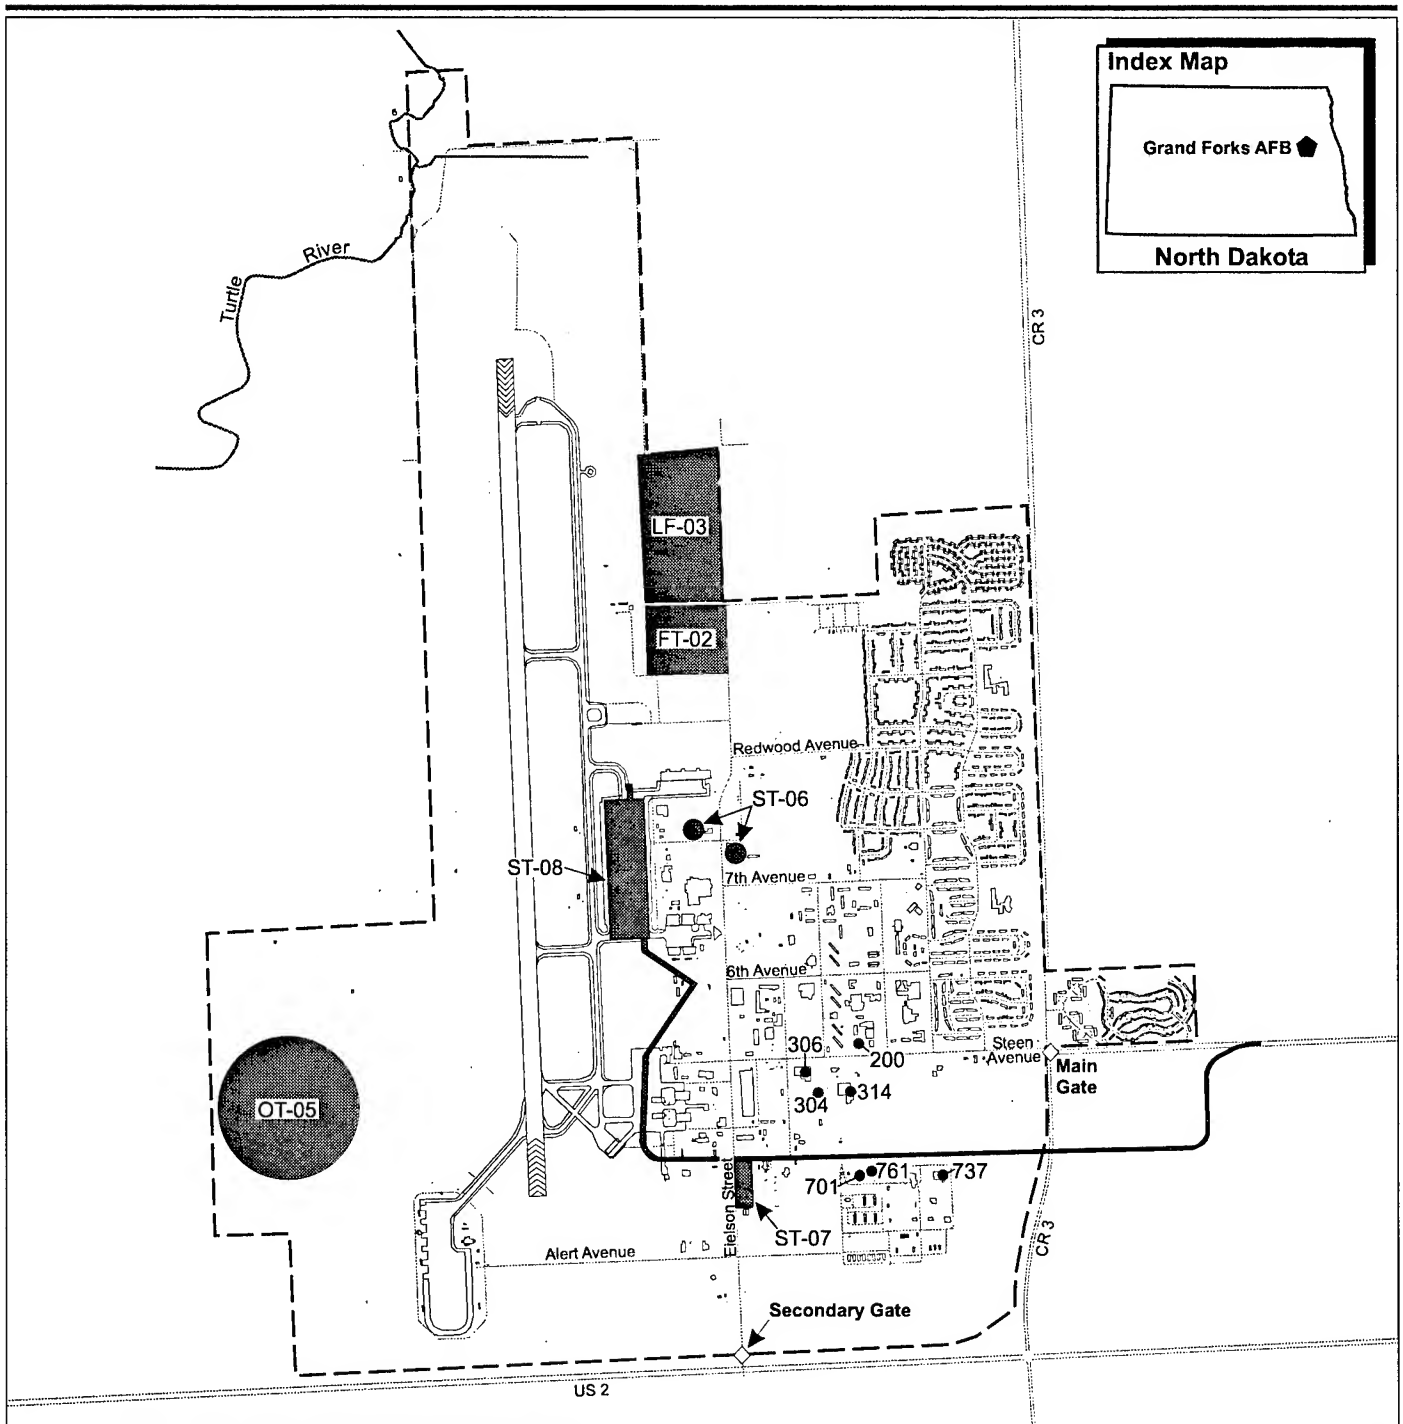 Index Map
Grand Forks AFB
North Dakota
River
Turtle
CR 3
LF-03
FT-02
Redwood Avenue
ST-06
ST-08
7th Avenue
6th Avenue
306
200
Steen
Avenue
Main
Gate
304
314
OT-05
701
761
737
Eielson Street
ST-07
CR 3
Alert Avenue
Secondary Gate
US 2